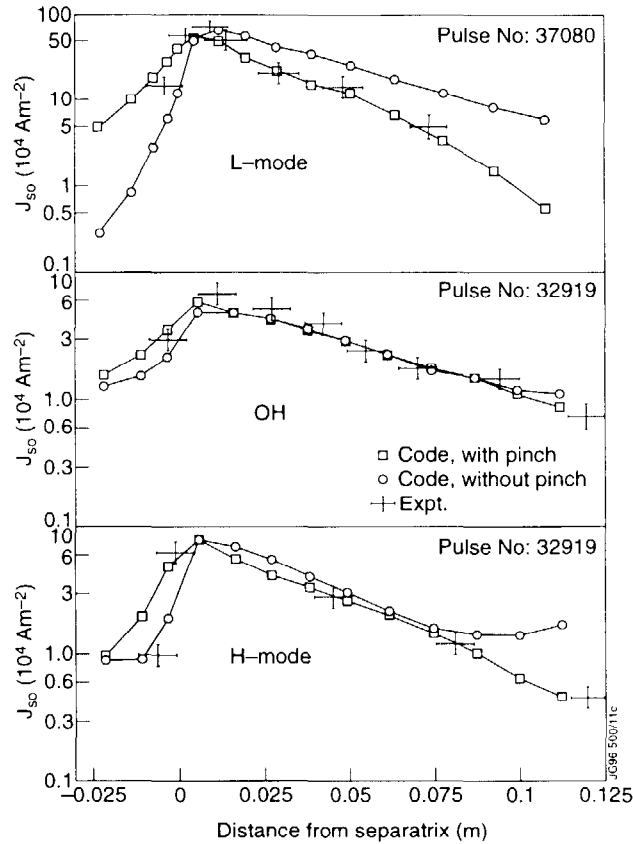 100
50
10
5
1
0.5
0.1
J_so (10^4 Am^−2)
Pulse No: 37080
L–mode
10
6
3
1.0
0.6
0.3
0.1
J_so (10^4 Am^−2)
Pulse No: 32919
OH
Code, with pinch
Code, without pinch
Expt.
10
6
3
1.0
0.6
0.3
0.1
J_so (10^4 Am^−2)
Pulse No: 32919
H–mode
JG96 500/11c
−0.025 0 0.025 0.05 0.075 0.1 0.125
Distance from separatrix (m)